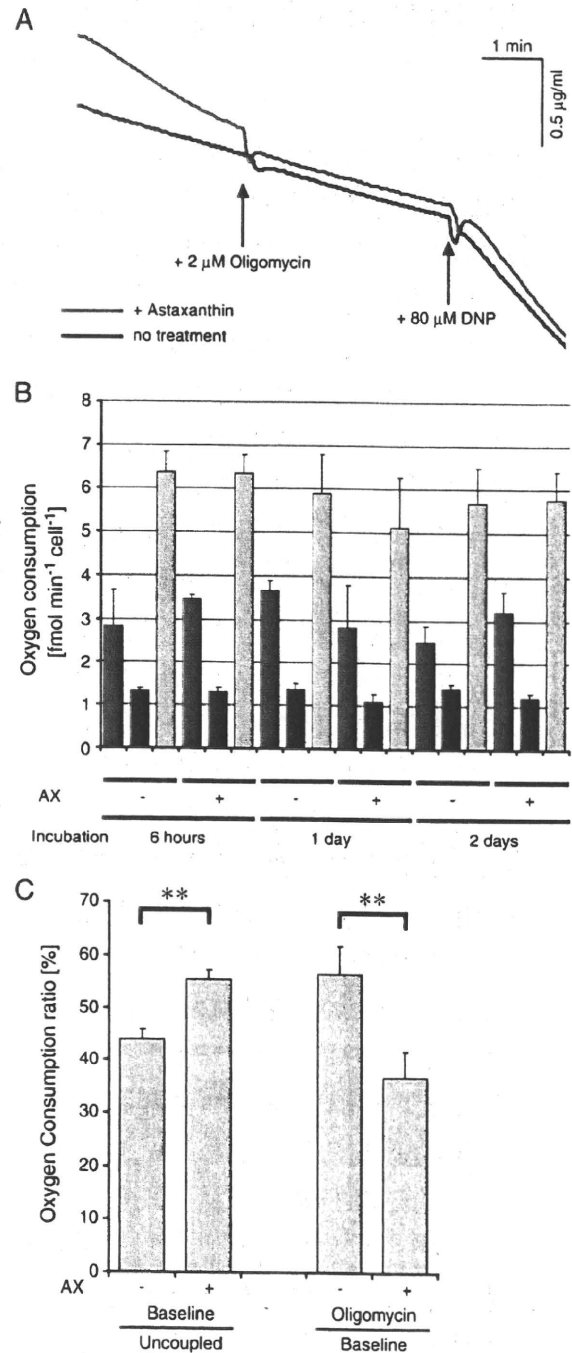 A
1 min
0.5 µg/ml
+ 2 µM Oligomycin
+ 80 µM DNP
+ Astaxanthin
no treatment
B
Oxygen consumption
[fmol min-1 cell-1]
8
7
6
5
4
3
2
1
0
AX - + - + - +
Incubation 6 hours 1 day 2 days
C
Oxygen Consumption ratio [%]
70
60
50
40
30
20
10
0
** **
AX - + - +
Baseline Oligomycin
Uncoupled Baseline